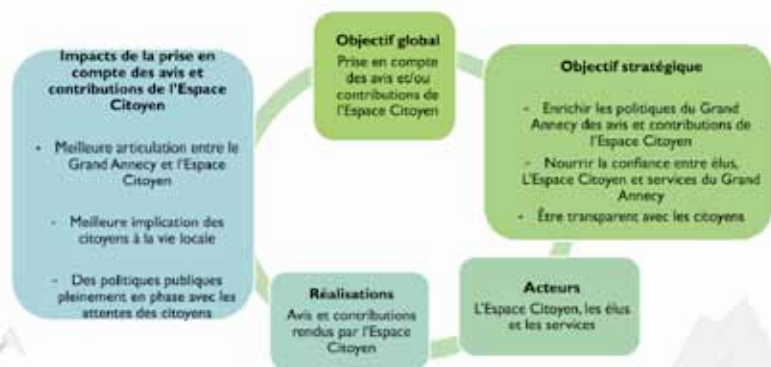 Objectif global
Prise en compte
des avis et/ou
contributions de
l'Espace Citoyen
Objectif stratégique
- Enrichir les politiques du Grand
Annecy des avis et contributions de
l'Espace Citoyen
- Nourrir la confiance entre élus,
L'Espace Citoyen et services du Grand
Annecy
- Être transparent avec les citoyens
Acteurs
L'Espace Citoyen, les élus
et les services
Réalisations
Avis et contributions
rendus par l'Espace
Citoyen
Impacts de la prise en
compte des avis et
contributions de l'Espace
Citoyen
- Meilleure articulation entre le
Grand Annecy et l'Espace
Citoyen
- Meilleure implication des
citoyens à la vie locale
- Des politiques publiques
pleinement en phase avec les
attentes des citoyens